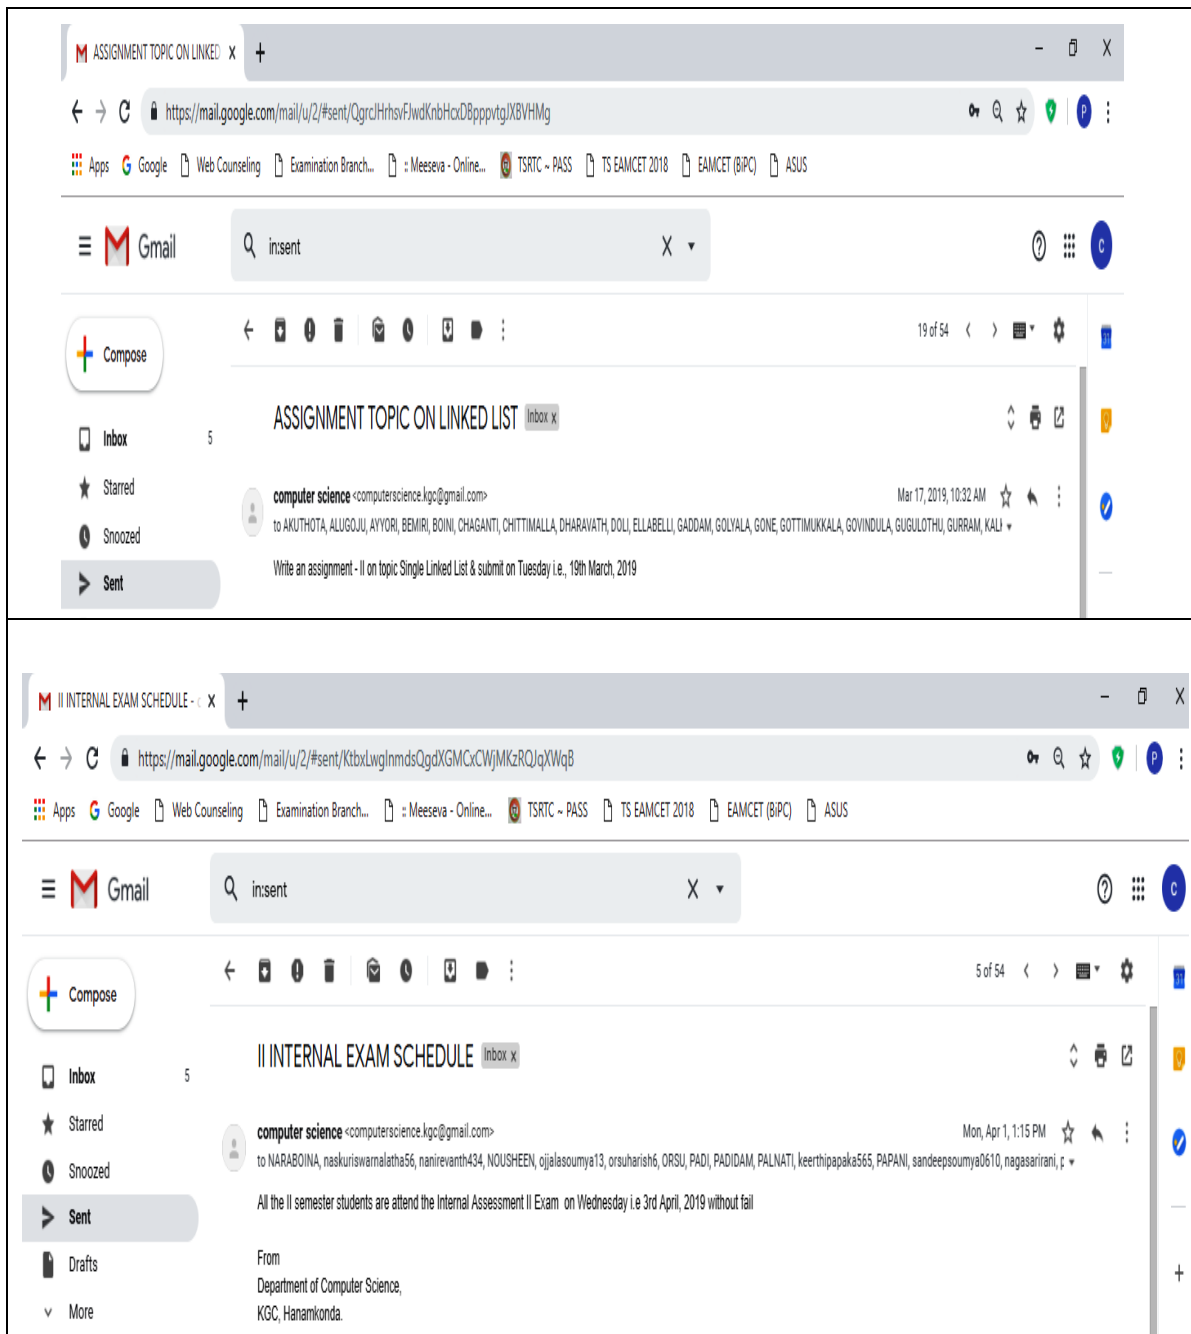 ASSIGNMENT TOPIC ON LINKED
https://mail.google.com/mail/u/2/#sent/QgrcJHrhsvFJwdKnbHcxDBpppvtgJXBVHMg
Apps Google Web Counseling Examination Branch... :: Meeseva - Online... TSRTC ~ PASS TS EAMCET 2018 EAMCET (BiPC) ASUS
Gmail in:sent
19 of 54
Compose
ASSIGNMENT TOPIC ON LINKED LIST Inbox x
Inbox 5
Starred
computer science <computerscience.kgc@gmail.com> Mar 17, 2019, 10:32 AM
to AKUTHOTA, ALUGOJU, AYYORI, BEMIRI, BOINI, CHAGANTI, CHITTIMALLA, DHARAVATH, DOLI, ELLABELLI, GADDAM, GOLYALA, GONE, GOTTIMUKKALA, GOVINDULA, GUGULOTHU, GURRAM,
Snoozed
Write an assignment - II on topic Single Linked List & submit on Tuesday i.e., 19th March, 2019
Sent
II INTERNAL EXAM SCHEDULE -
https://mail.google.com/mail/u/2/#sent/KtbxLwgInmdsQgdXGMCxCWjMKzRQJqXWqB
Apps Google Web Counseling Examination Branch... :: Meeseva - Online... TSRTC ~ PASS TS EAMCET 2018 EAMCET (BiPC) ASUS
Gmail in:sent
5 of 54
Compose
II INTERNAL EXAM SCHEDULE Inbox x
Inbox 5
Starred
computer science <computerscience.kgc@gmail.com> Mon, Apr 1, 1:15 PM
to NARABOINA, naskuriswarnalatha56, nanirevanth434, NOUSHEEN, ojjalasoumya13, orsuharish6, ORSU, PADI, PADIDAM, PALNATI, keerthipapaka565, PAPANI, sandeepsoumya0610, nagasarirani,
Snoozed
All the II semester students are attend the Internal Assessment II Exam on Wednesday i.e 3rd April, 2019 without fail
Sent
Drafts
From
Department of Computer Science,
More
KGC, Hanamkonda.